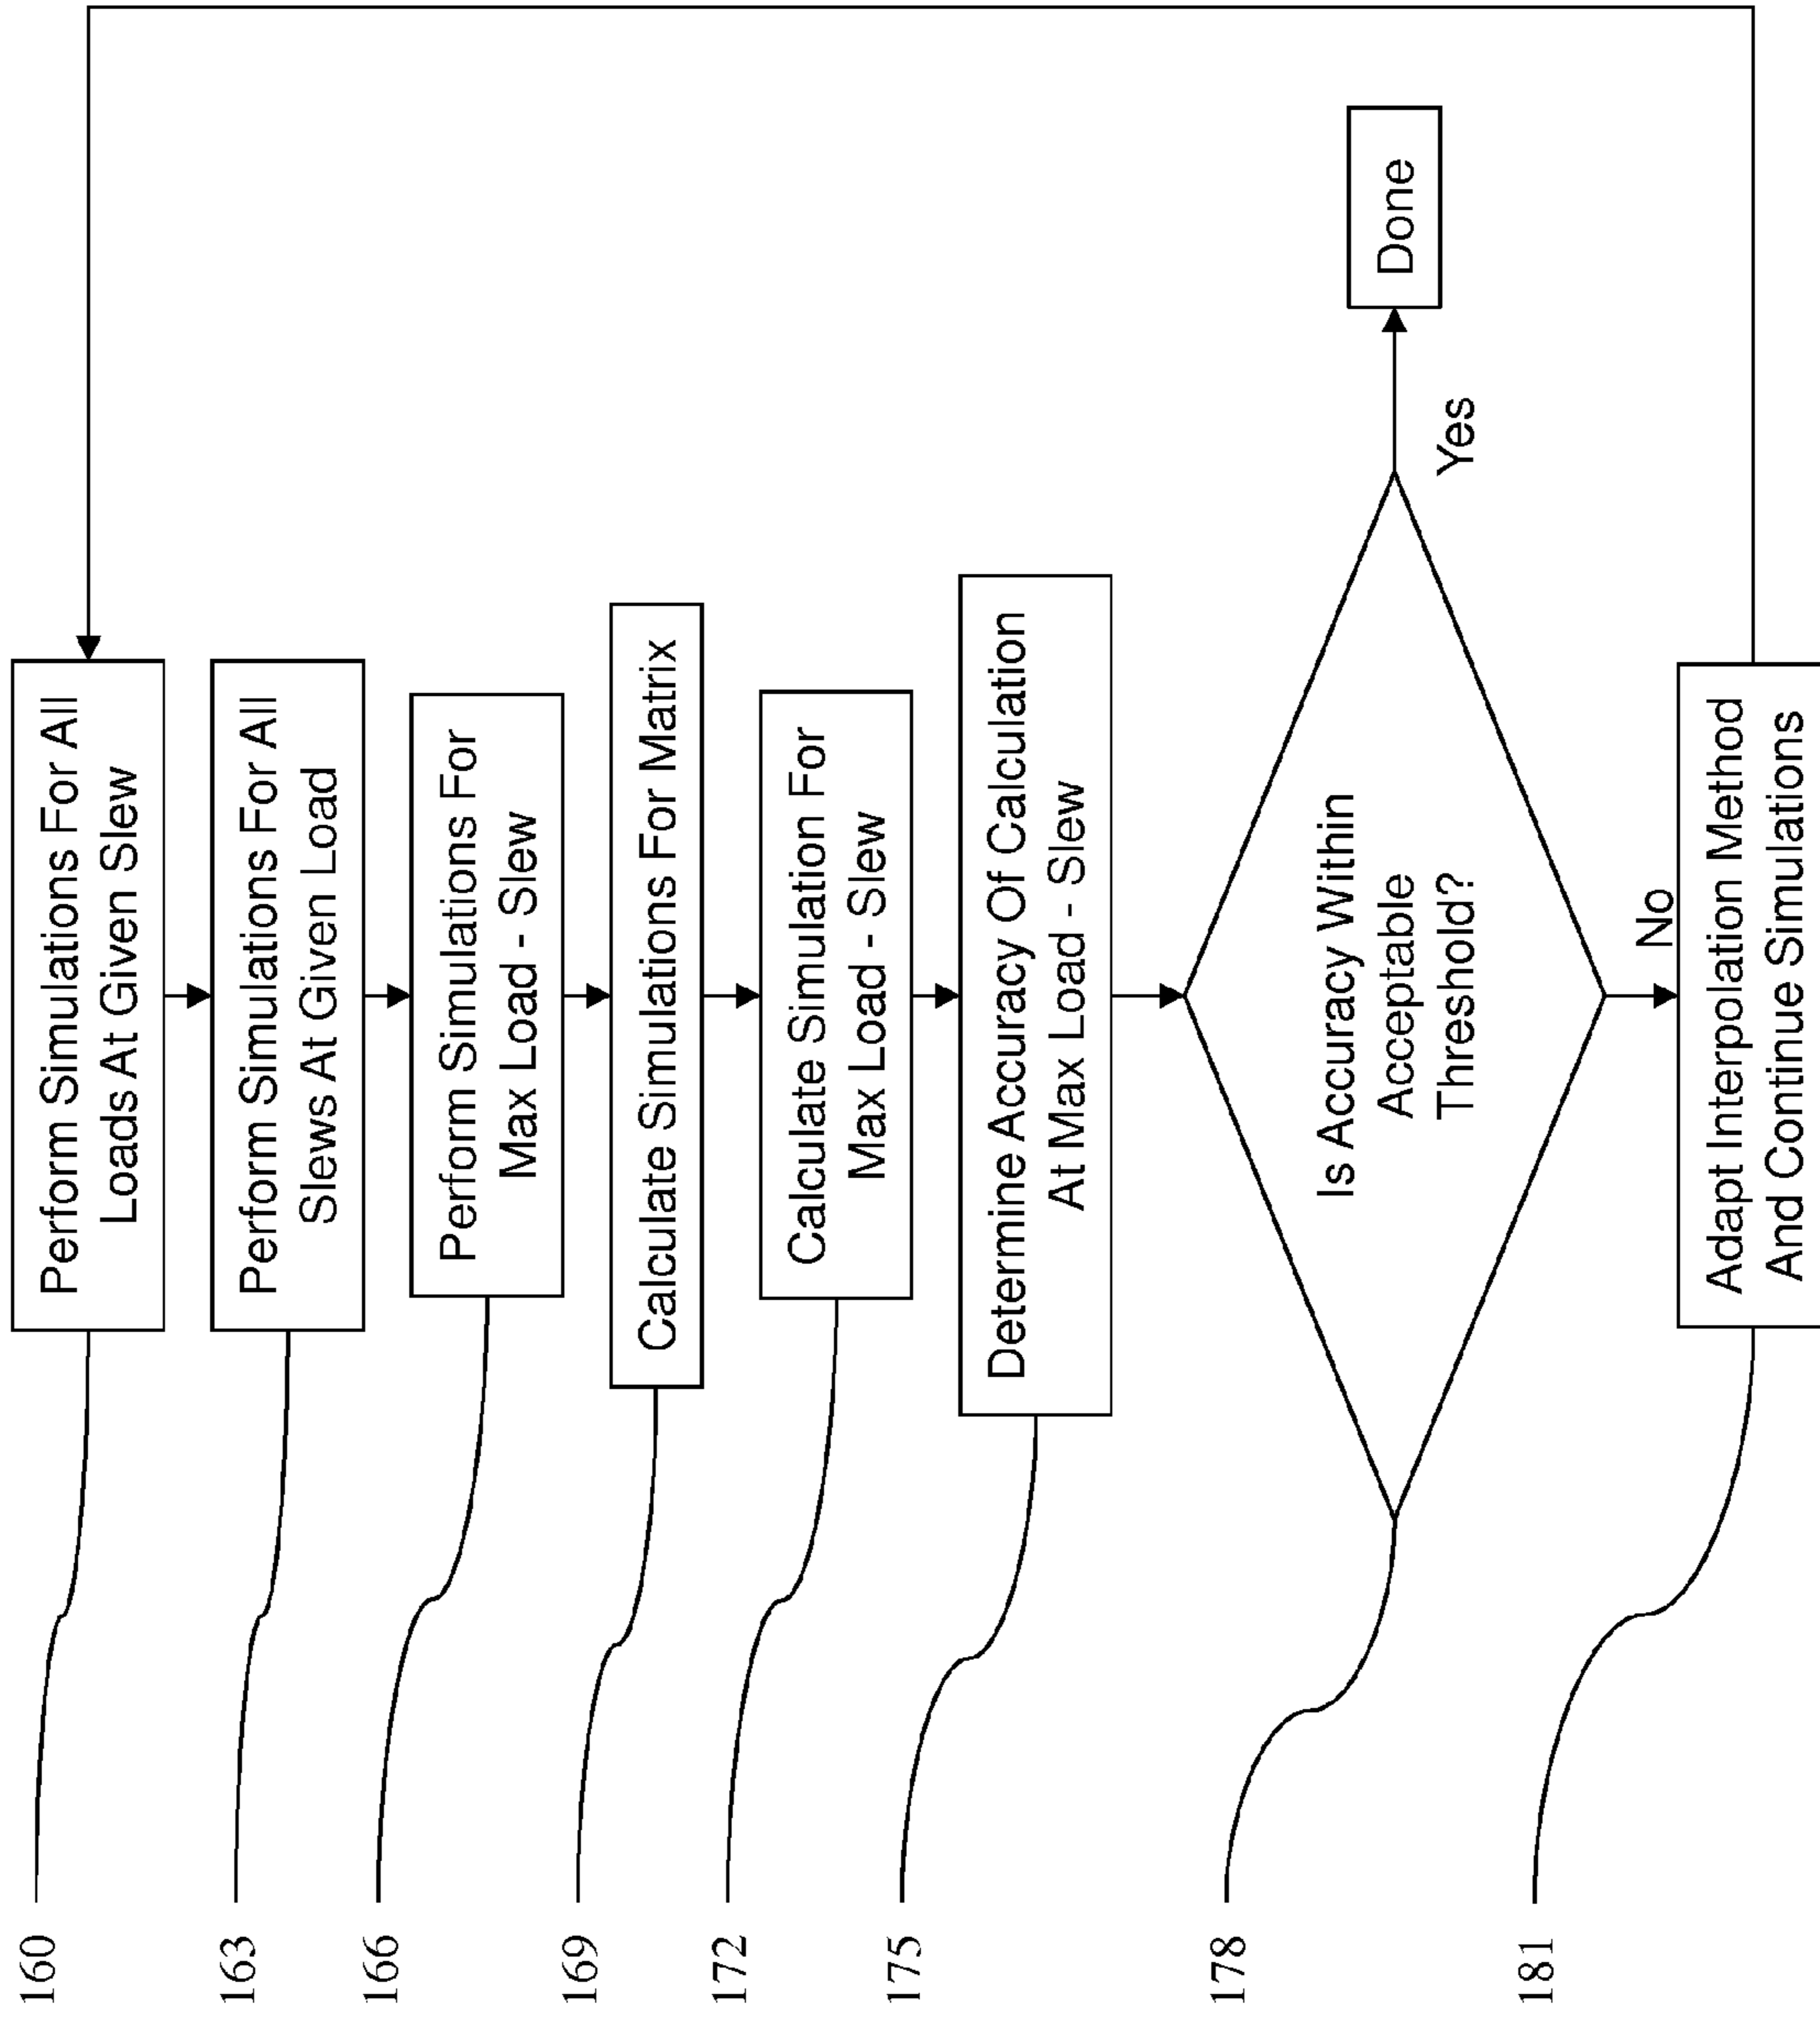 160
Perform Simulations For All
Loads At Given Slew
163
Perform Simulations For All
Slews At Given Load
166
Perform Simulations For
Max Load - Slew
169
Calculate Simulations For Matrix
172
Calculate Simulation For
Max Load - Slew
175
Determine Accuracy Of Calculation
At Max Load - Slew
178
Is Accuracy Within
Acceptable
Threshold?
Yes
Done
No
181
Adapt Interpolation Method
And Continue Simulations